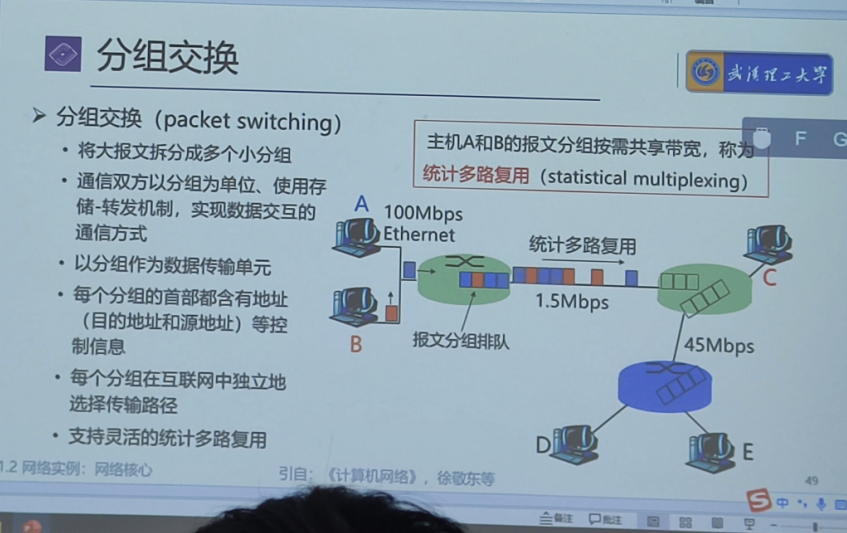 分组交换
武汉理工大学
分组交换（packet switching）
• 将大报文拆分成多个小分组
• 通信双方以分组为单位、使用存
储-转发机制，实现数据交互的
通信方式
• 以分组作为数据传输单元
• 每个分组的首部都含有地址
（目的地址和源地址）等控
制信息
• 每个分组在互联网中独立地
选择传输路径
• 支持灵活的统计多路复用
主机A和B的报文分组按需共享带宽，称为
统计多路复用（statistical multiplexing）
F G
A
100Mbps
Ethernet
B
统计多路复用
1.5Mbps
报文分组排队
C
45Mbps
D
E
1.2 网络实例：网络核心
引自：《计算机网络》，徐敬东等
49
S 中
备注 批注